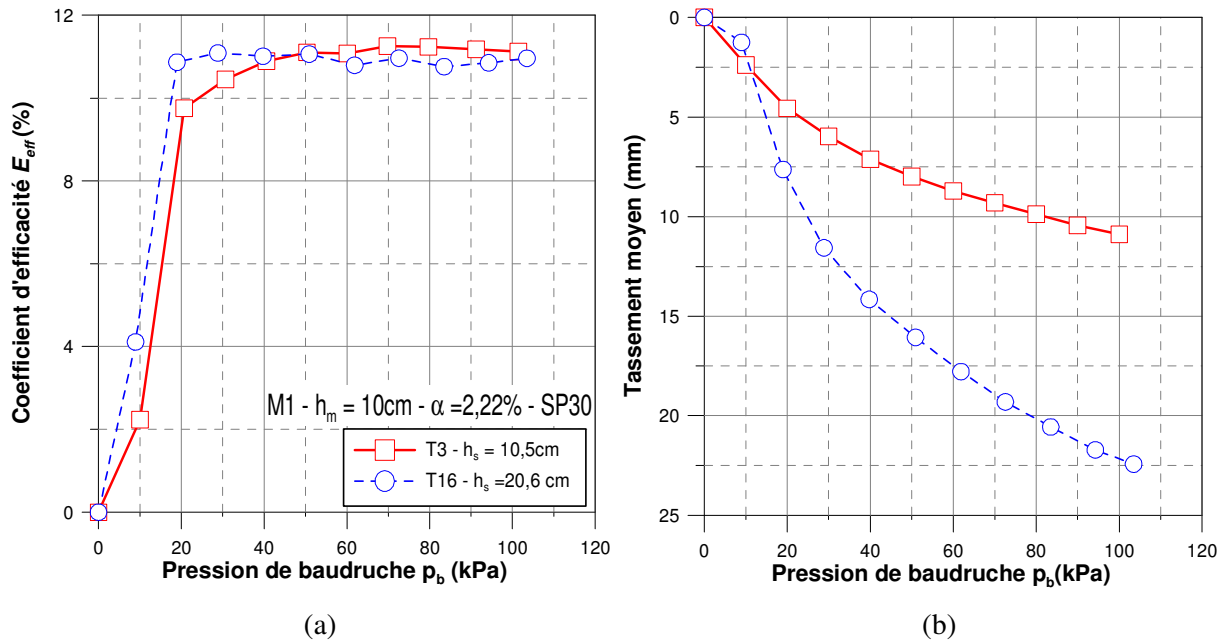 12
8
4
0
Coefficient d'efficacité E_eff (%)
M1 - h_m = 10cm - α =2,22% - SP30
T3 - h_s = 10,5cm
T16 - h_s =20,6 cm
0 20 40 60 80 100 120
Pression de baudruche p_b (kPa)
(a)
0
5
10
15
20
25
Tassement moyen (mm)
0 20 40 60 80 100 120
Pression de baudruche p_b(kPa)
(b)